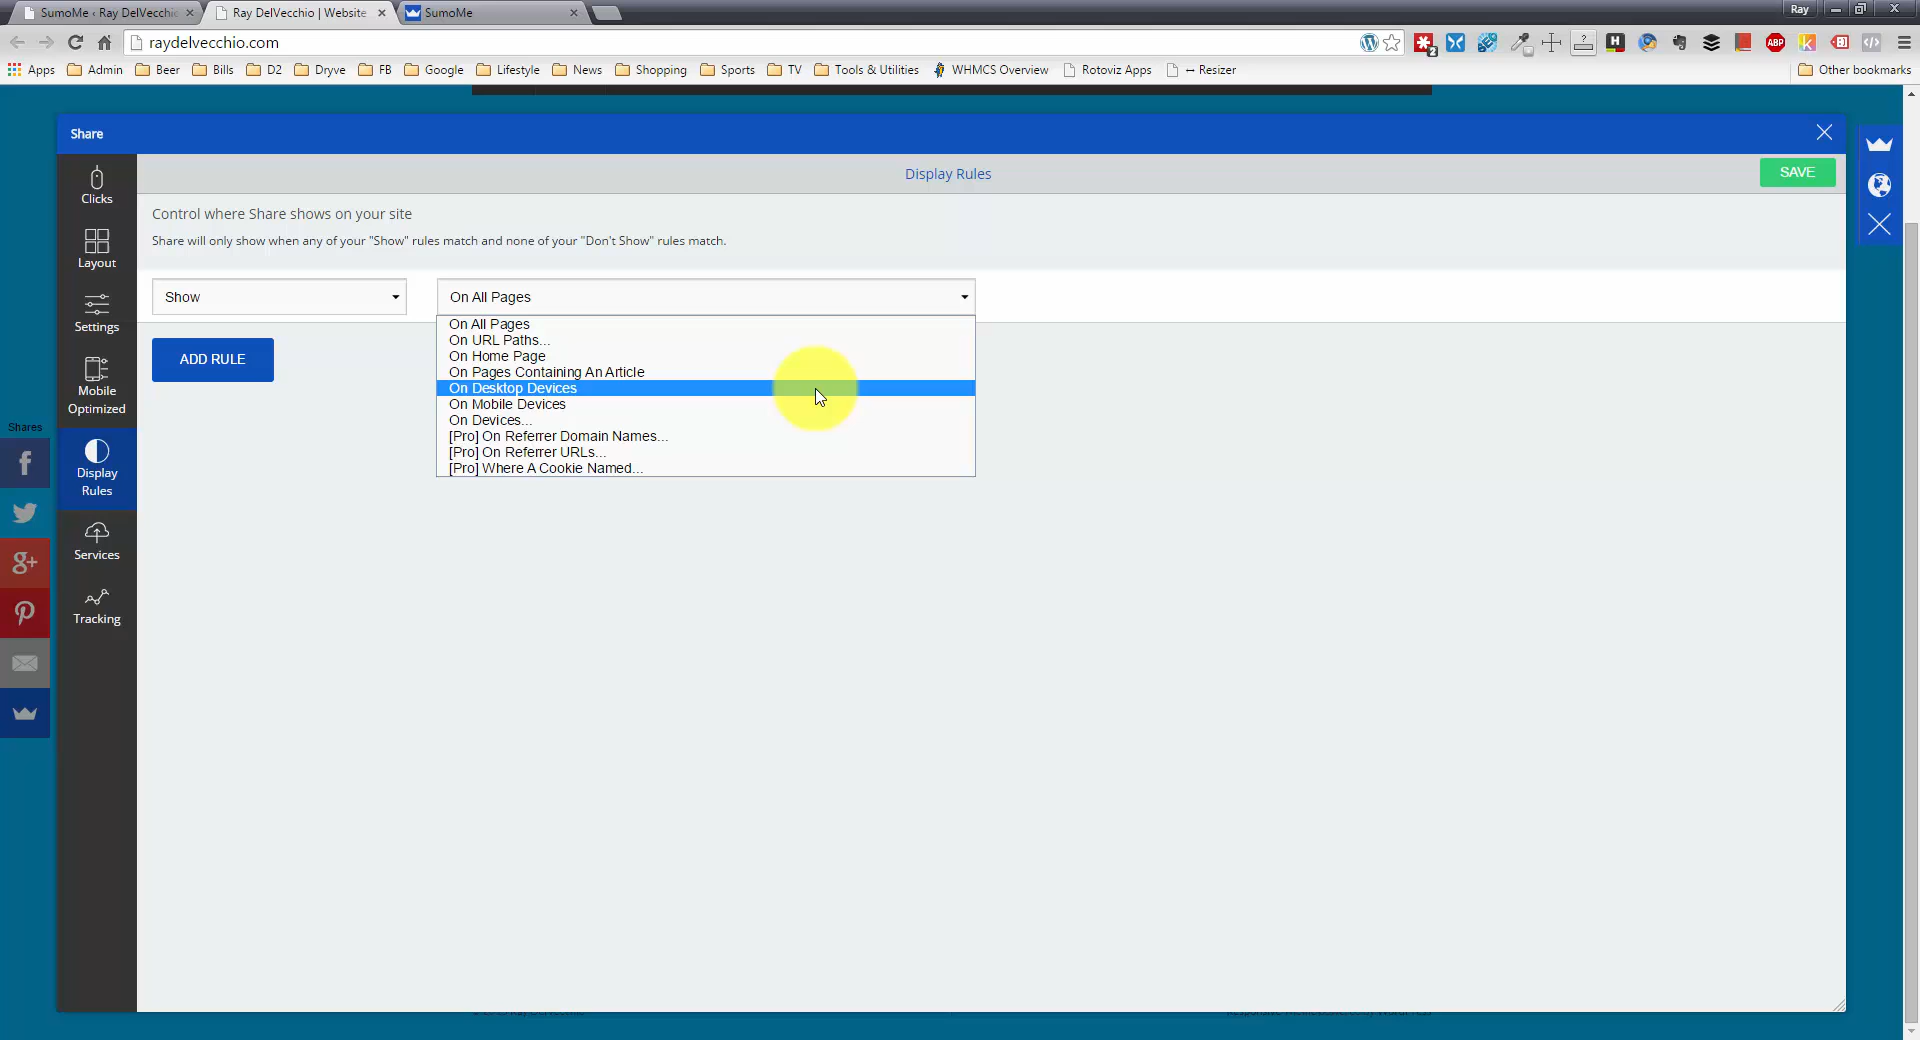 SumoMe ‹ Ray DelVecchio
Ray DelVecchio | Website
SumoMe
Ray
raydelvecchio.com
2
ABP
Apps
Admin
Beer
Bills
D2
Dryve
FB
Google
Lifestyle
News
Shopping
Sports
TV
Tools & Utilities
WHMCS Overview
Rotoviz Apps
↔ Resizer
Other bookmarks
Share
Clicks
Layout
Settings
Mobile
Optimized
Display
Rules
Services
Tracking
Display Rules
SAVE
Control where Share shows on your site
Share will only show when any of your "Show" rules match and none of your "Don't Show" rules match.
Show
On All Pages
On All Pages
On URL Paths...
On Home Page
On Pages Containing An Article
On Desktop Devices
On Mobile Devices
On Devices...
[Pro] On Referrer Domain Names...
[Pro] On Referrer URLs...
[Pro] Where A Cookie Named...
ADD RULE
Shares